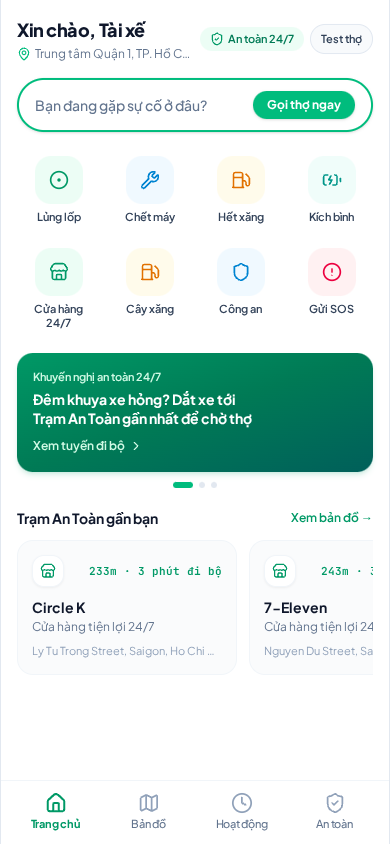 Xin chào, Tài xế
Trung tâm Quận 1, TP. Hồ C...
An toàn 24/7
Test thợ
Bạn đang gặp sự cố ở đâu?
Gọi thợ ngay
Lủng lốp
Chết máy
Hết xăng
Kích bình
Cửa hàng
24/7
Cây xăng
Công an
Gửi SOS
Khuyến nghị an toàn 24/7
Đêm khuya xe hỏng? Dắt xe tới
Trạm An Toàn gần nhất để chờ thợ
Xem tuyến đi bộ
Trạm An Toàn gần bạn
Xem bản đồ →
233m · 3 phút đi bộ
Circle K
Cửa hàng tiện lợi 24/7
Ly Tu Trong Street, Saigon, Ho Chi ...
243m · 3
7-Eleven
Cửa hàng tiện lợi 24
Nguyen Du Street, Sa
Trang chủ
Bản đồ
Hoạt động
An toàn